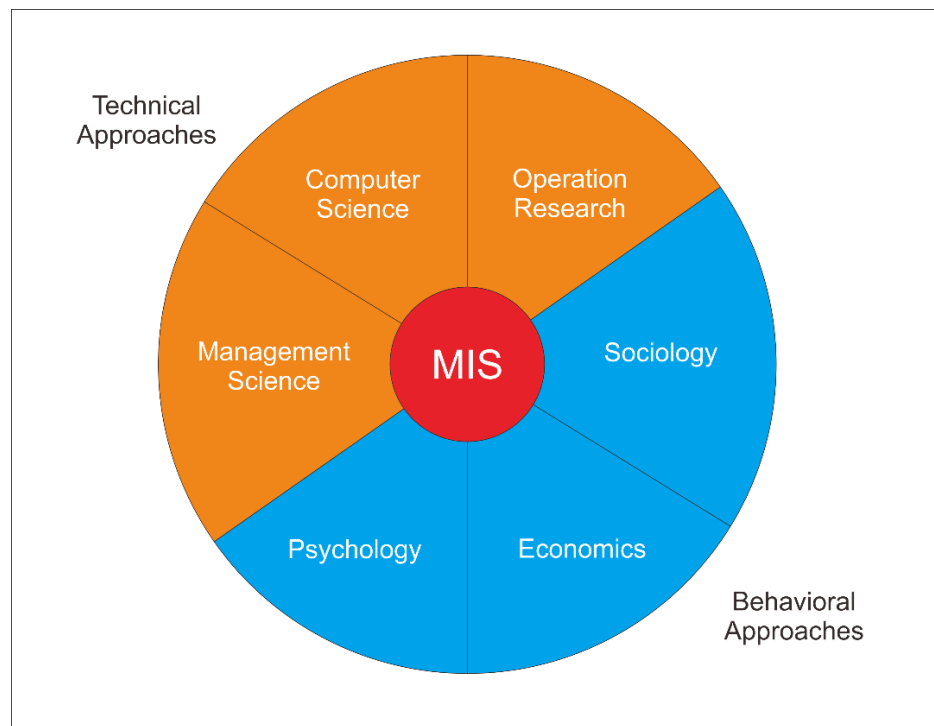 Technical
Approaches
Computer
Science
Operation
Research
Management
Science
MIS
Sociology
Psychology
Economics
Behavioral
Approaches